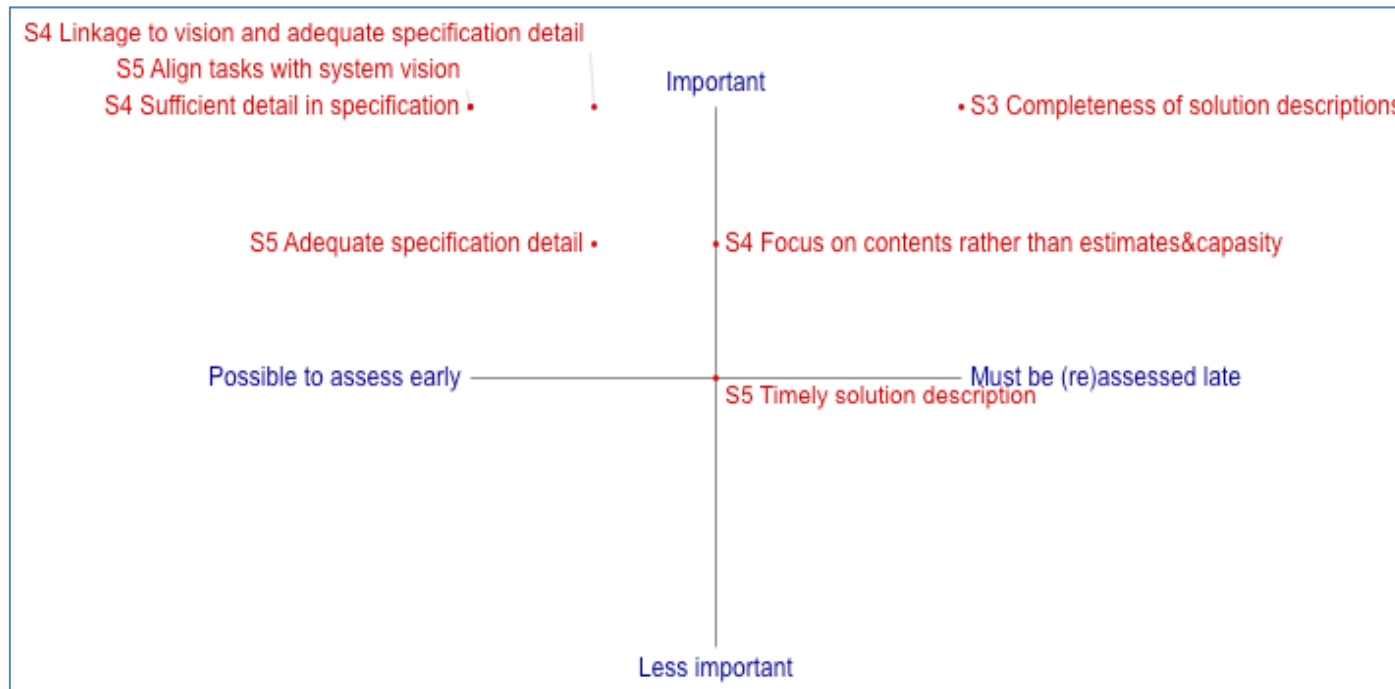 S4 Linkage to vision and adequate specification detail
S5 Align tasks with system vision
Important
S4 Sufficient detail in specification
S3 Completeness of solution descriptions
S5 Adequate specification detail
S4 Focus on contents rather than estimates&capasity
Possible to assess early
Must be (re)assessed late
S5 Timely solution description
Less important